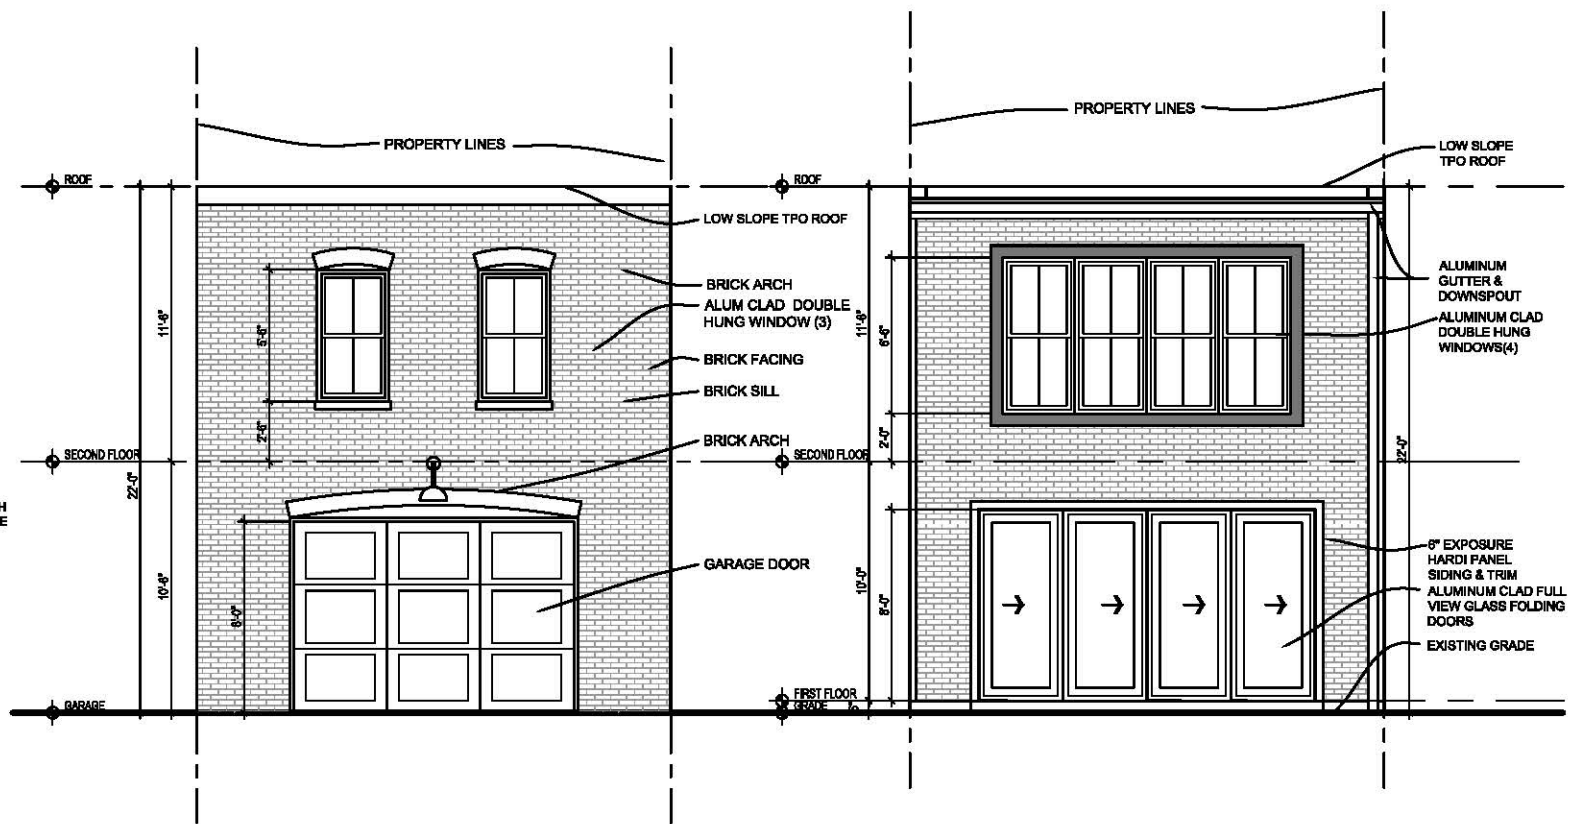 PROPERTY LINES
ROOF
LOW SLOPE TPO ROOF
BRICK ARCH
ALUM CLAD DOUBLE
HUNG WINDOW (3)
BRICK FACING
BRICK SILL
BRICK ARCH
SECOND FLOOR
GARAGE DOOR
GARAGE
11'-6"
5'-6"
2'-6"
22'-0"
10'-6"
8'-0"
H
E
PROPERTY LINES
LOW SLOPE
TPO ROOF
ROOF
ALUMINUM
GUTTER &
DOWNSPOUT
ALUMINUM CLAD
DOUBLE HUNG
WINDOWS(4)
SECOND FLOOR
6" EXPOSURE
HARDI PANEL
SIDING & TRIM
ALUMINUM CLAD FULL
VIEW GLASS FOLDING
DOORS
EXISTING GRADE
FIRST FLOOR
GRADE
11'-6"
6'-6"
2'-0"
22'-0"
10'-0"
8'-0"